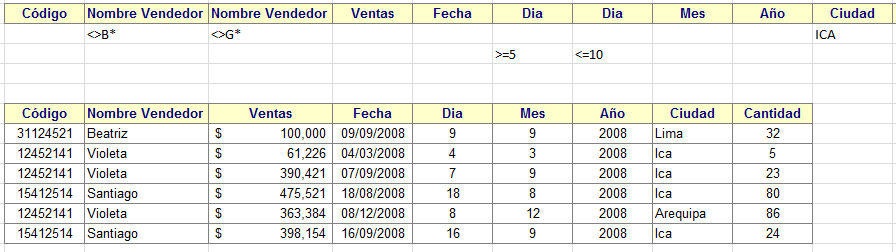 Código Nombre Vendedor Nombre Vendedor Ventas Fecha Dia Dia Mes Año Ciudad
<>B* <>G* ICA
>=5 <=10
Código Nombre Vendedor Ventas Fecha Dia Mes Año Ciudad Cantidad
31124521 Beatriz $ 100,000 09/09/2008 9 9 2008 Lima 32
12452141 Violeta $ 61,226 04/03/2008 4 3 2008 Ica 5
12452141 Violeta $ 390,421 07/09/2008 7 9 2008 Ica 23
15412514 Santiago $ 475,521 18/08/2008 18 8 2008 Ica 80
12452141 Violeta $ 363,384 08/12/2008 8 12 2008 Arequipa 86
15412514 Santiago $ 398,154 16/09/2008 16 9 2008 Ica 24